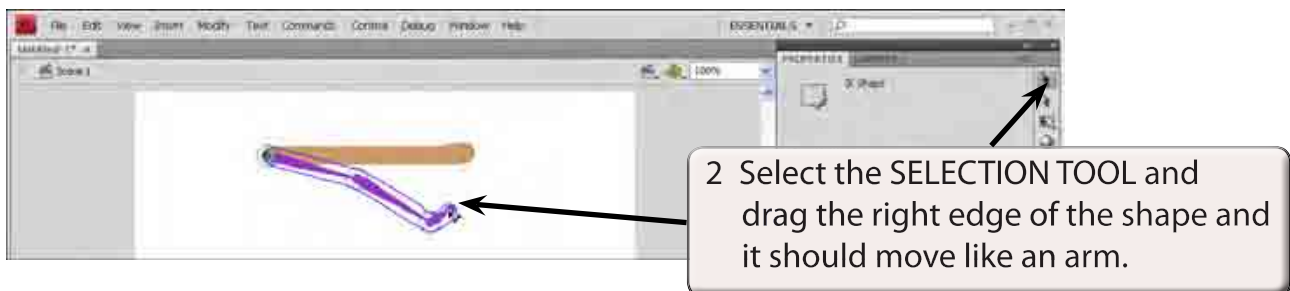 File Edit View Insert Modify Text Commands Control Debug Window Help
ESSENTIALS
Scene 1
100%
PROPERTIES
IK Shape
2 Select the SELECTION TOOL and
drag the right edge of the shape and
it should move like an arm.